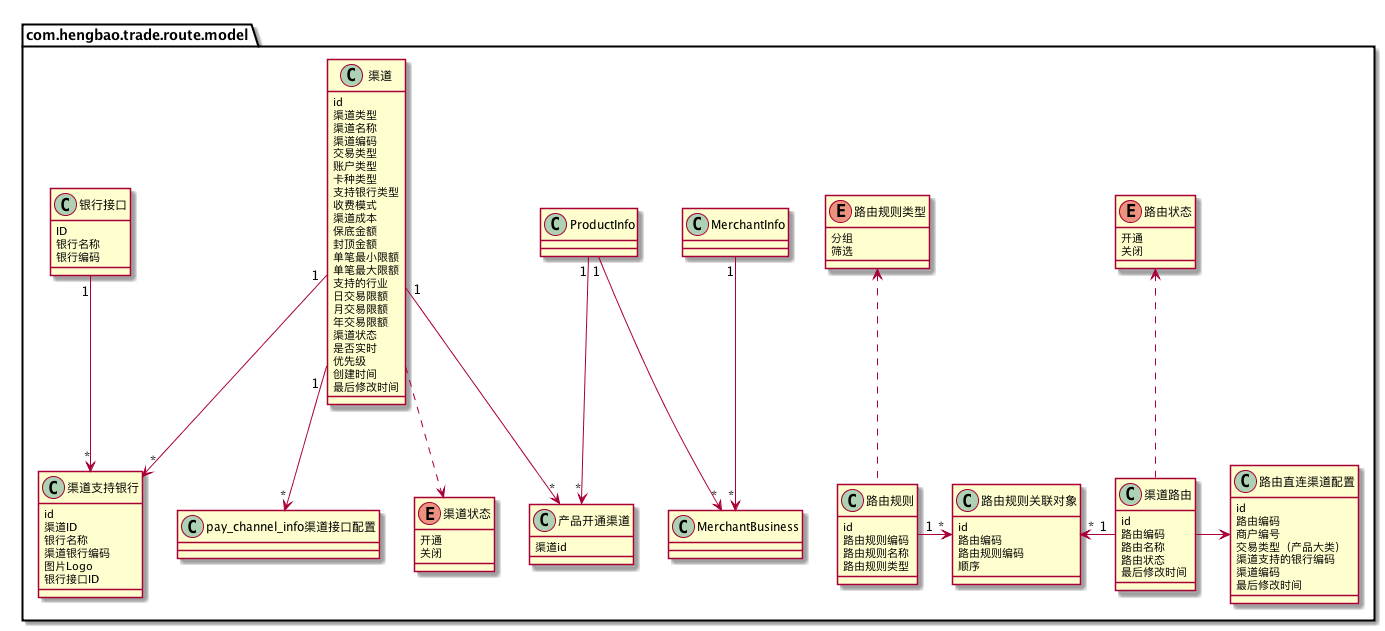 com.hengbao.trade.route.model
C 渠道
id
渠道类型
渠道名称
渠道编码
交易类型
账户类型
卡种类型
支持银行类型
收费模式
渠道成本
保底金额
封顶金额
单笔最小限额
单笔最大限额
支持的行业
日交易限额
月交易限额
年交易限额
渠道状态
是否实时
优先级
创建时间
最后修改时间
C 银行接口
ID
银行名称
银行编码
C ProductInfo
C MerchantInfo
E 路由规则类型
分组
筛选
E 路由状态
开通
关闭
1
1
1
1
1
1
1
*
*
*
*
*
*
*
C 渠道支持银行
id
渠道ID
银行名称
渠道银行编码
图片Logo
银行接口ID
C pay_channel_info渠道接口配置
E 渠道状态
开通
关闭
C 产品开通渠道
渠道id
C MerchantBusiness
C 路由规则
id
路由规则编码
路由规则名称
路由规则类型
1 *
C 路由规则关联对象
id
路由编码
路由规则编码
顺序
* 1
C 渠道路由
id
路由编码
路由名称
路由状态
最后修改时间
C 路由直连渠道配置
id
路由编码
商户编号
交易类型（产品大类）
渠道支持的银行编码
渠道编码
最后修改时间